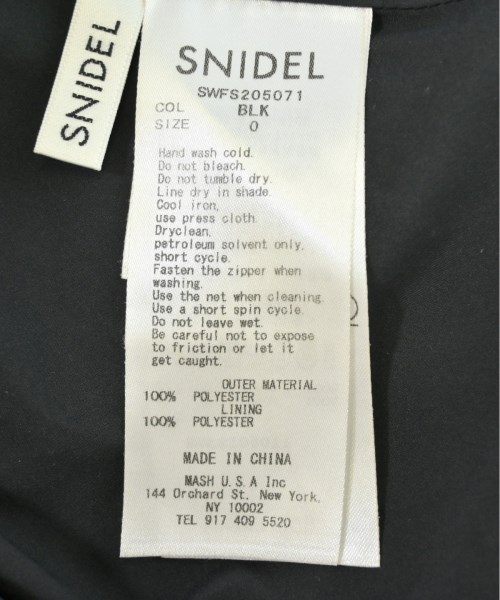 SNIDEL
SNIDEL
SWFS205071
COL BLK
SIZE 0
Hand wash cold.
Do not bleach.
Do not tumble dry.
Line dry in shade.
Cool iron,
use press cloth.
Dryclean,
petroleum solvent only,
short cycle.
Fasten the zipper when
washing.
Use the net when cleaning.
Use a short spin cycle.
Do not leave wet.
Be careful not to expose
to friction or let it
get caught.
OUTER MATERIAL
100% POLYESTER
LINING
100% POLYESTER
MADE IN CHINA
MASH U.S.A Inc
144 Orchard St. New York,
NY 10002
TEL 917 409 5520